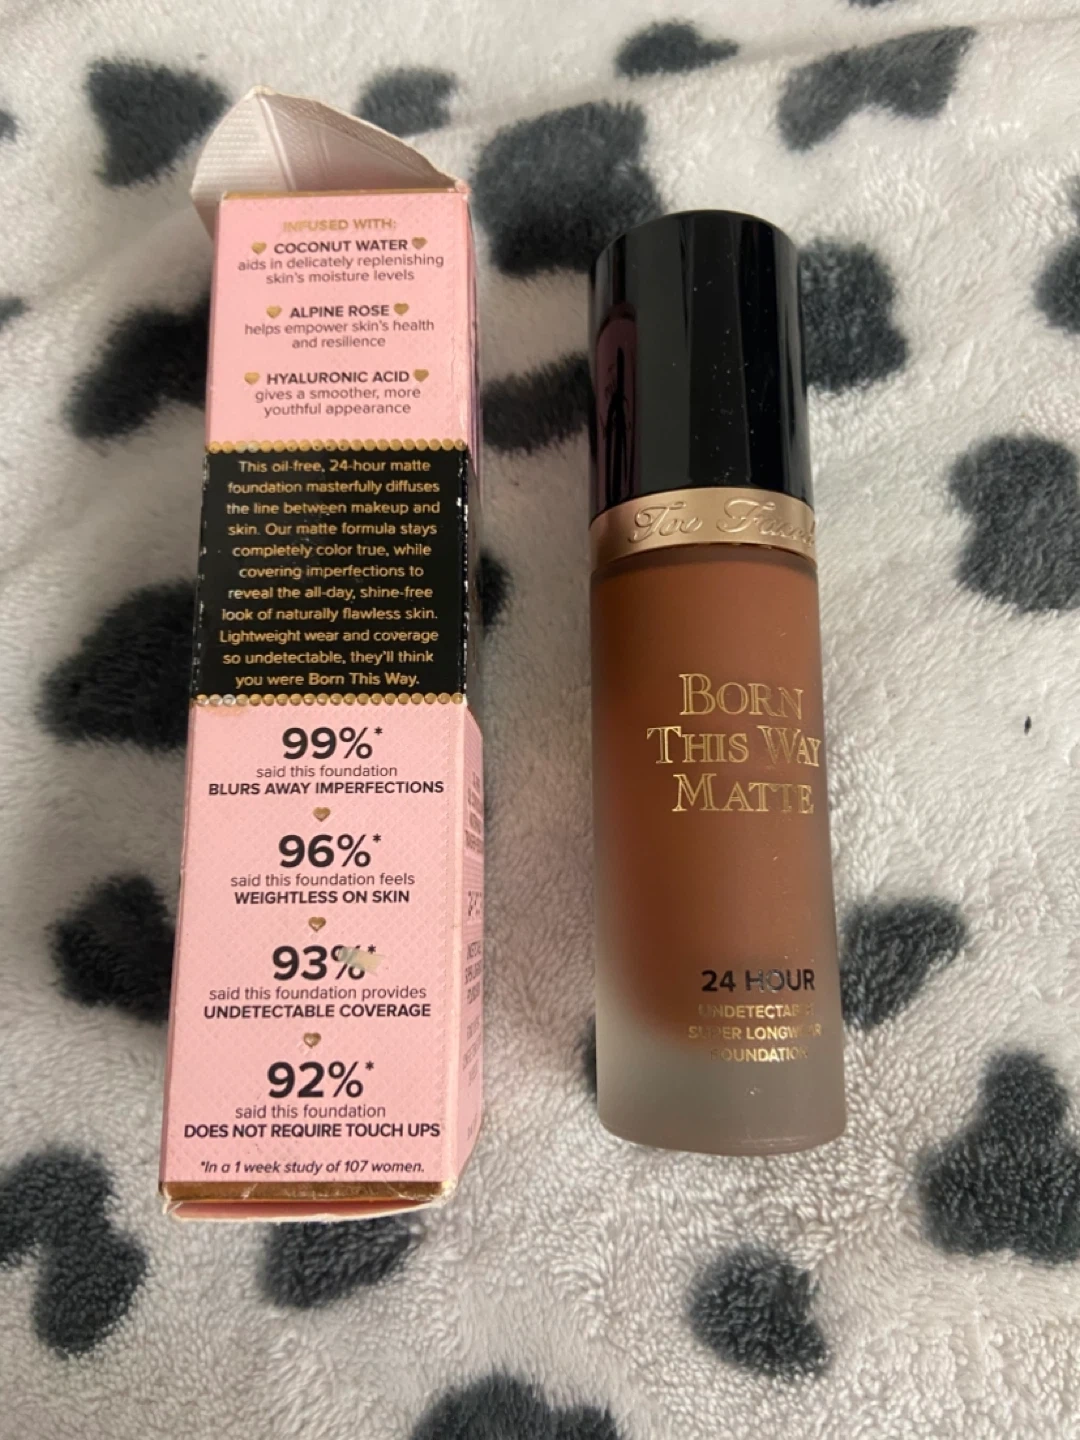 INFUSED WITH:
COCONUT WATER
aids in delicately replenishing
skin's moisture levels
ALPINE ROSE
helps empower skin's health
and resilience
HYALURONIC ACID
gives a smoother, more
youthful appearance
This oil-free, 24-hour matte
foundation masterfully diffuses
the line between makeup and
skin. Our matte formula stays
completely color true, while
covering imperfections to
reveal the all-day, shine-free
look of naturally flawless skin.
Lightweight wear and coverage
so undetectable, they'll think
you were Born This Way.
99%*
said this foundation
BLURS AWAY IMPERFECTIONS
96%*
said this foundation feels
WEIGHTLESS ON SKIN
93%*
said this foundation provides
UNDETECTABLE COVERAGE
92%*
said this foundation
DOES NOT REQUIRE TOUCH UPS
*In a 1 week study of 107 women.
Too Faced
BORN
THIS WAY
MATTE
24 HOUR
UNDETECTABLE
SUPER LONGWEAR
FOUNDATION